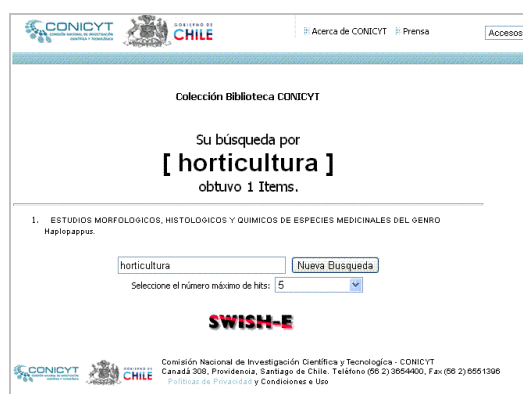 CONICYT
COMISIÓN NACIONAL DE INVESTIGACIÓN
CIENTÍFICA Y TECNOLÓGICA
GOBIERNO DE
CHILE
Acerca de CONICYT
Prensa
Accesos
Colección Biblioteca CONICYT
Su búsqueda por
[ horticultura ]
obtuvo 1 Items.
1. ESTUDIOS MORFOLOGICOS, HISTOLOGICOS Y QUIMICOS DE ESPECIES MEDICINALES DEL GENRO
Haplopappus.
horticultura
Nueva Busqueda
Seleccione el número máximo de hits: 5
SWISH-E
CONICYT
GOBIERNO DE
CHILE
Comisión Nacional de Investigación Científica y Tecnologíca - CONICYT
Canadá 308, Providencia, Santiago de Chile. Teléfono (56 2) 3654400, Fax (56 2) 6551396
Políticas de Privacidad y Condiciones e Uso